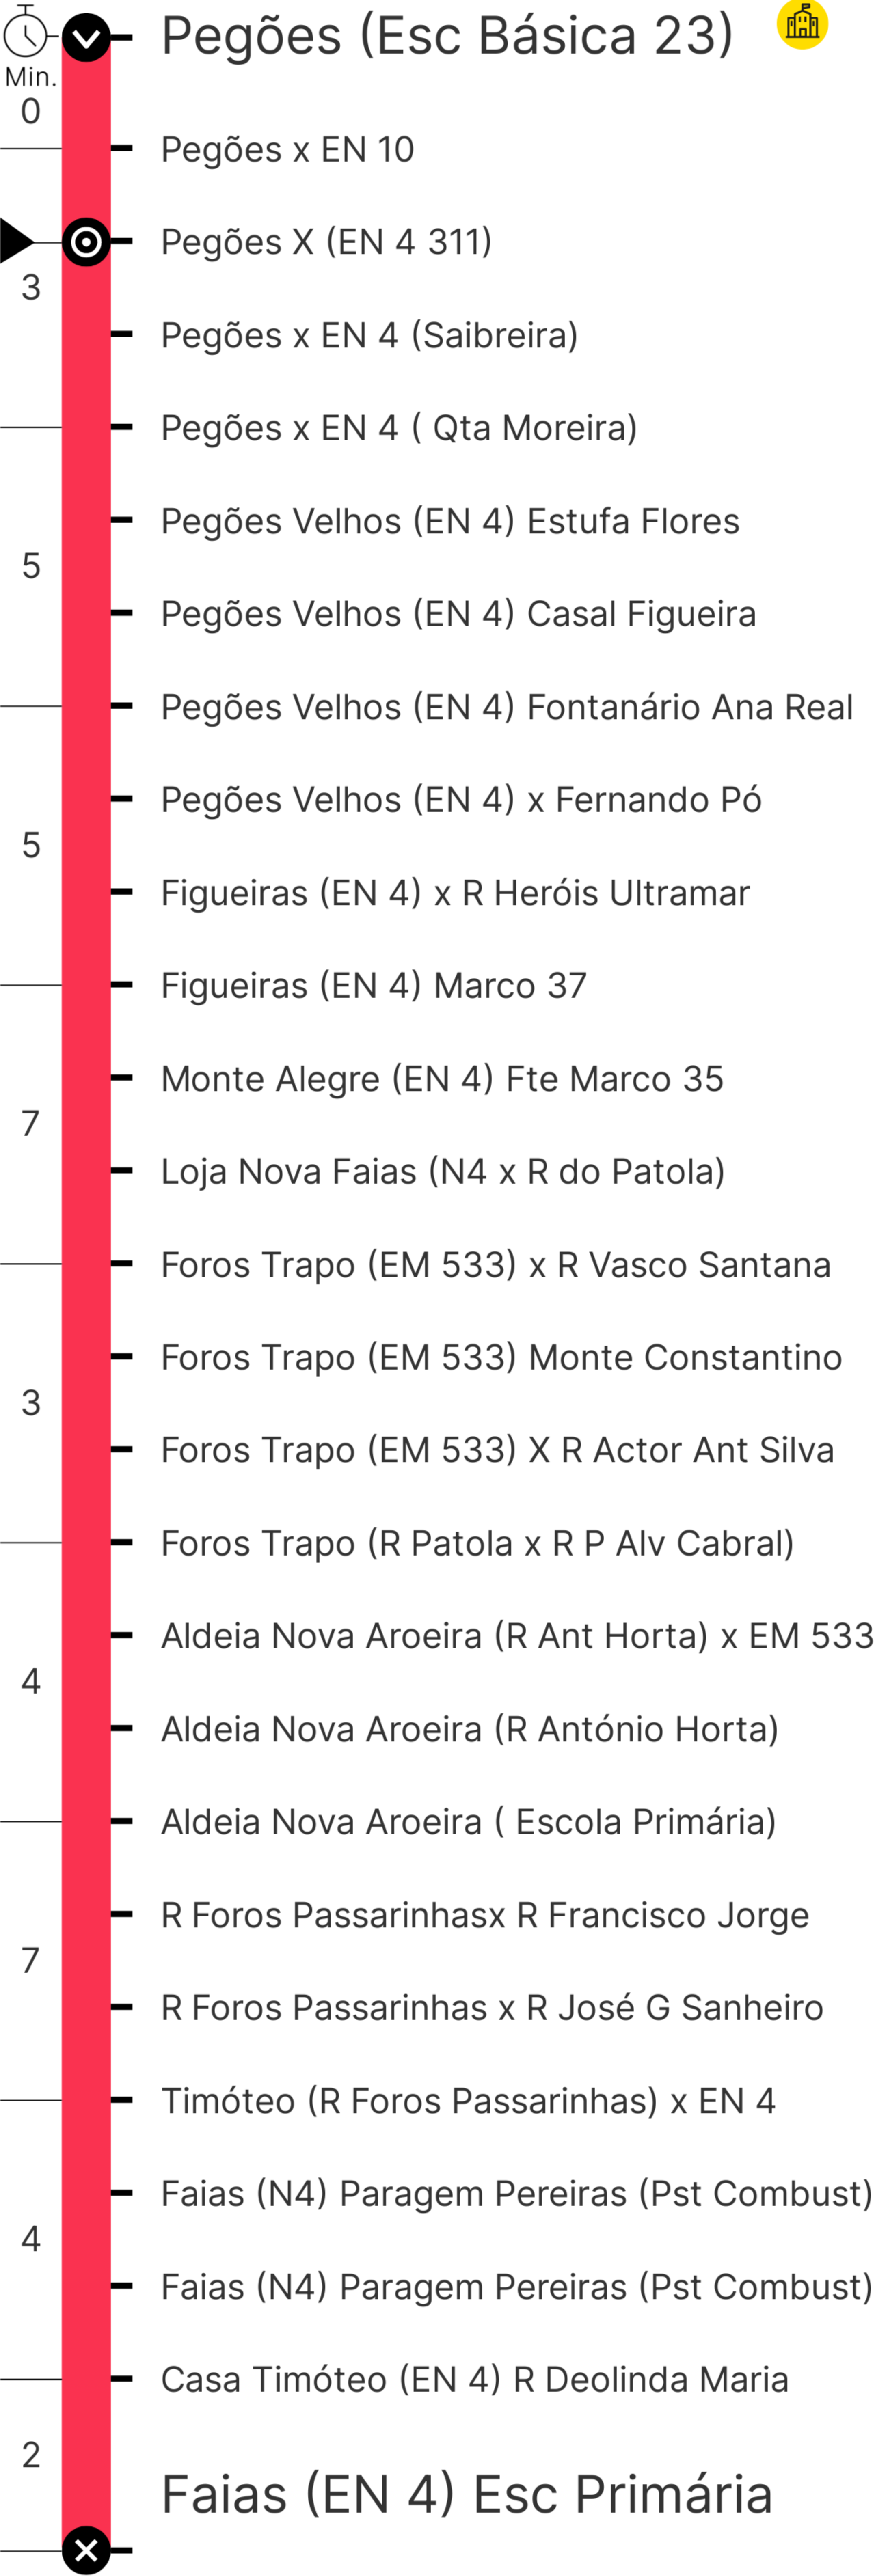 Pegões (Esc Básica 23)
Min.
0
Pegões x EN 10
Pegões X (EN 4 311)
3
Pegões x EN 4 (Saibreira)
Pegões x EN 4 ( Qta Moreira)
Pegões Velhos (EN 4) Estufa Flores
5
Pegões Velhos (EN 4) Casal Figueira
Pegões Velhos (EN 4) Fontanário Ana Real
Pegões Velhos (EN 4) x Fernando Pó
5
Figueiras (EN 4) x R Heróis Ultramar
Figueiras (EN 4) Marco 37
Monte Alegre (EN 4) Fte Marco 35
7
Loja Nova Faias (N4 x R do Patola)
Foros Trapo (EM 533) x R Vasco Santana
Foros Trapo (EM 533) Monte Constantino
3
Foros Trapo (EM 533) X R Actor Ant Silva
Foros Trapo (R Patola x R P Alv Cabral)
Aldeia Nova Aroeira (R Ant Horta) x EM 533
4
Aldeia Nova Aroeira (R António Horta)
Aldeia Nova Aroeira ( Escola Primária)
R Foros Passarinhasx R Francisco Jorge
7
R Foros Passarinhas x R José G Sanheiro
Timóteo (R Foros Passarinhas) x EN 4
Faias (N4) Paragem Pereiras (Pst Combust)
4
Faias (N4) Paragem Pereiras (Pst Combust)
Casa Timóteo (EN 4) R Deolinda Maria
2
Faias (EN 4) Esc Primária